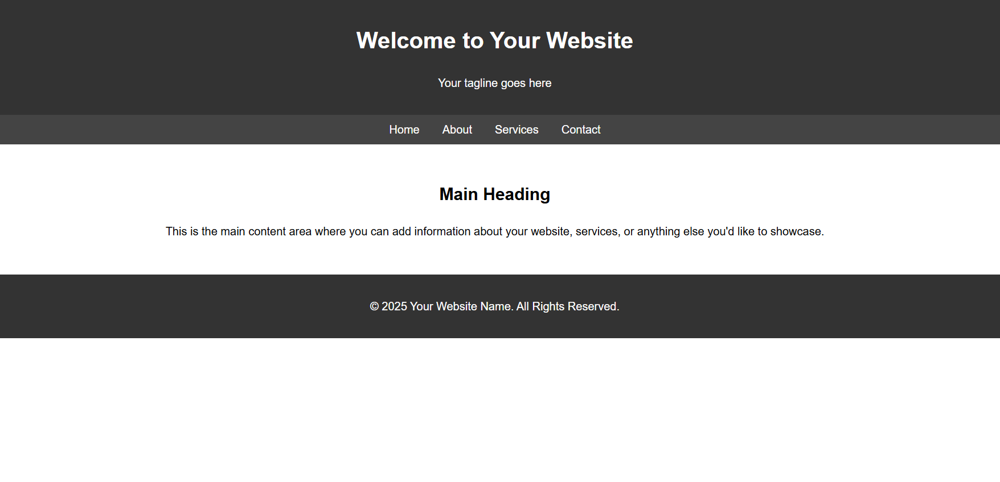 Welcome to Your Website
Your tagline goes here
Home About Services Contact
Main Heading
This is the main content area where you can add information about your website, services, or anything else you'd like to showcase.
© 2025 Your Website Name. All Rights Reserved.